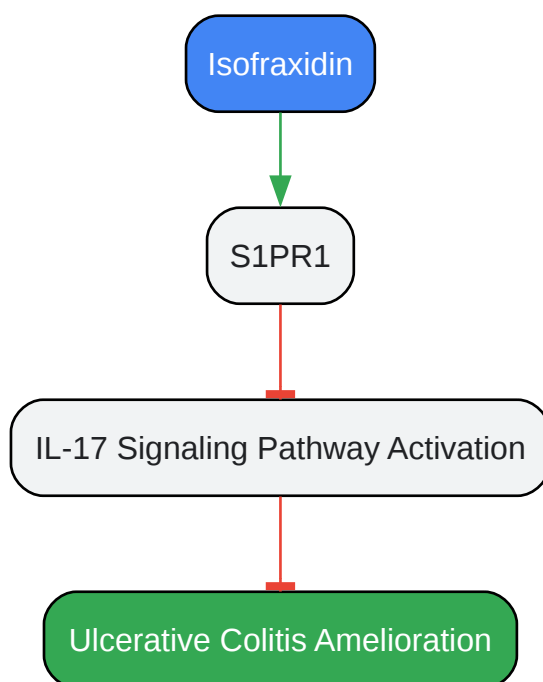 Isofraxidin
S1PR1
IL-17 Signaling Pathway Activation
Ulcerative Colitis Amelioration